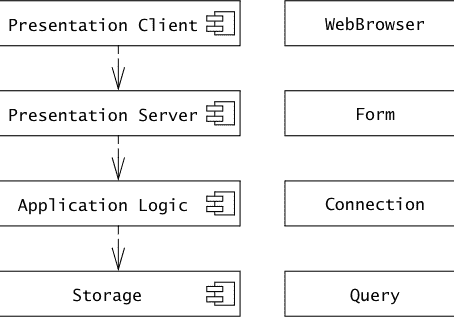 Presentation Client
WebBrowser
Presentation Server
Form
Application Logic
Connection
Storage
Query